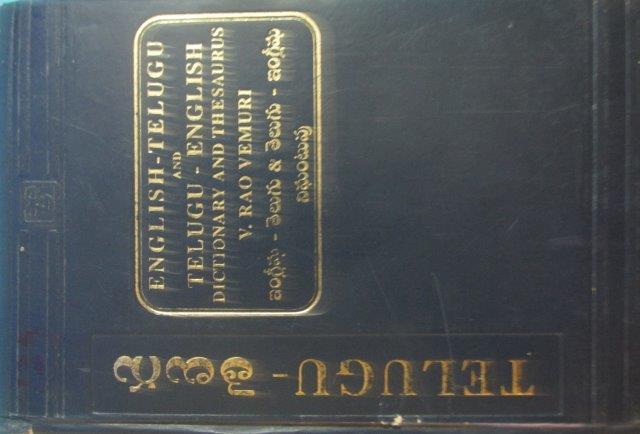 ENGLISH-TELUGU
AND
TELUGU - ENGLISH
DICTIONARY AND THESAURUS
V. RAO VEMURI
ఇంగ్లీషు - తెలుగు & తెలుగు - ఇంగ్లీషు
నిఘంటువు
TELUGU-